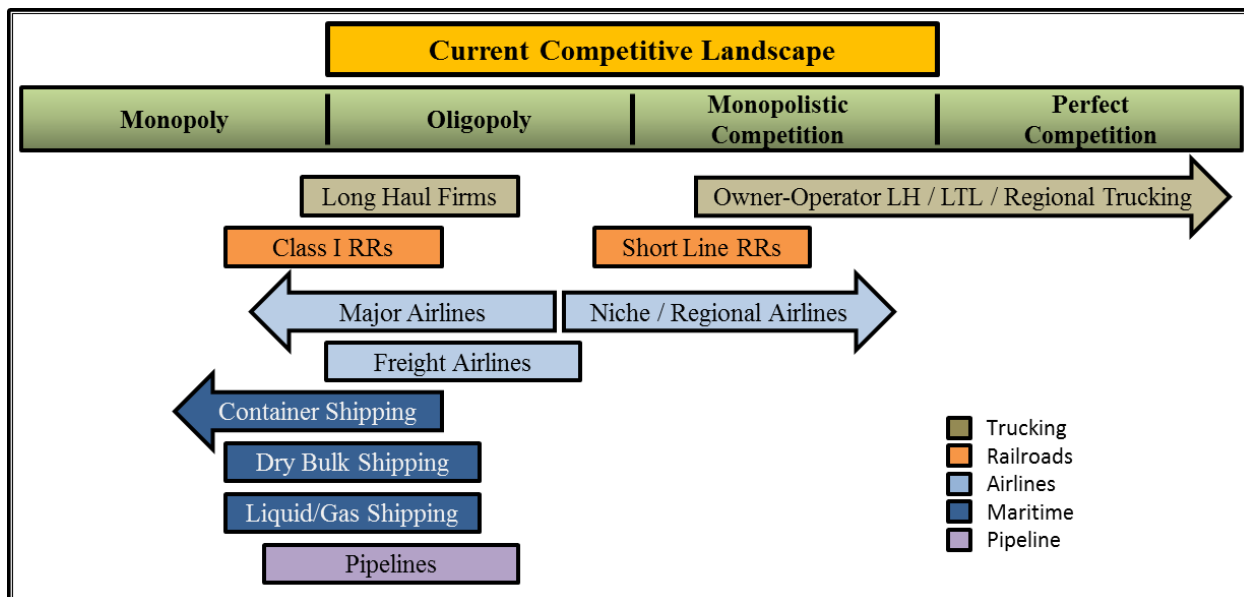 Current Competitive Landscape
Monopoly
Oligopoly
Monopolistic
Competition
Perfect
Competition
Long Haul Firms
Owner-Operator LH / LTL / Regional Trucking
Class I RRs
Short Line RRs
Major Airlines
Niche / Regional Airlines
Freight Airlines
Container Shipping
Dry Bulk Shipping
Liquid/Gas Shipping
Pipelines
Trucking
Railroads
Airlines
Maritime
Pipeline